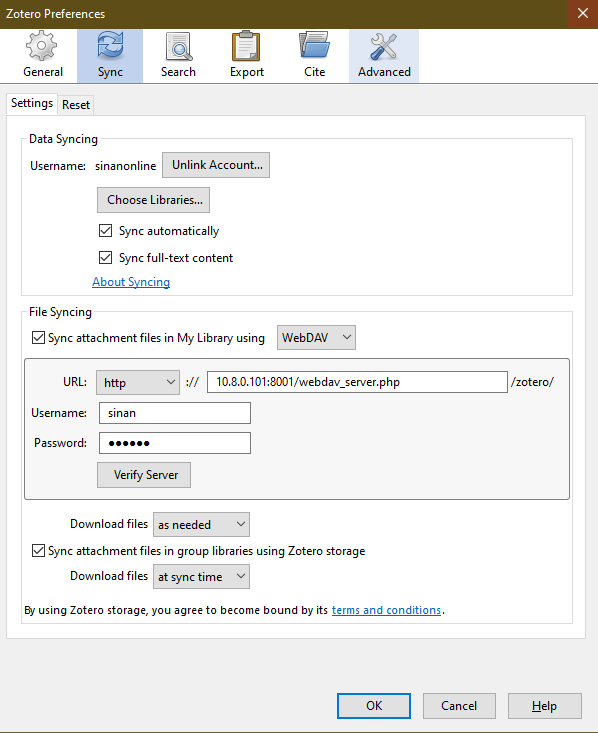 Zotero Preferences
General Sync Search Export Cite Advanced
Settings Reset
Data Syncing
Username: sinanonline Unlink Account...
Choose Libraries...
Sync automatically
Sync full-text content
About Syncing
File Syncing
Sync attachment files in My Library using WebDAV
URL: http :// 10.8.0.101:8001/webdav_server.php /zotero/
Username: sinan
Password: ●●●●●●
Verify Server
Download files as needed
Sync attachment files in group libraries using Zotero storage
Download files at sync time
By using Zotero storage, you agree to become bound by its terms and conditions.
OK Cancel Help